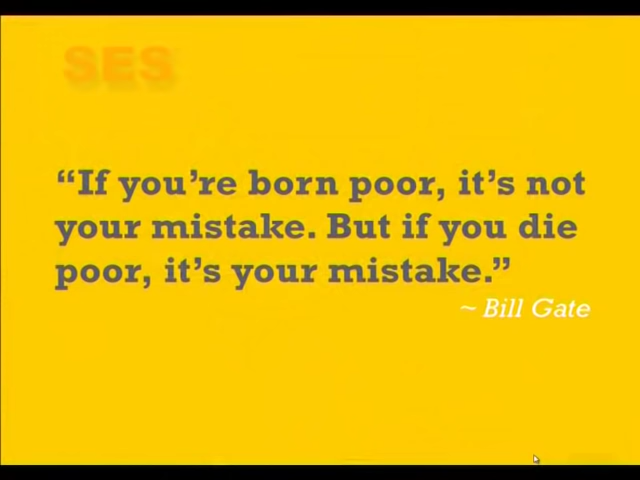 SES
“If you’re born poor, it’s not
your mistake. But if you die
poor, it’s your mistake.”
~ Bill Gate